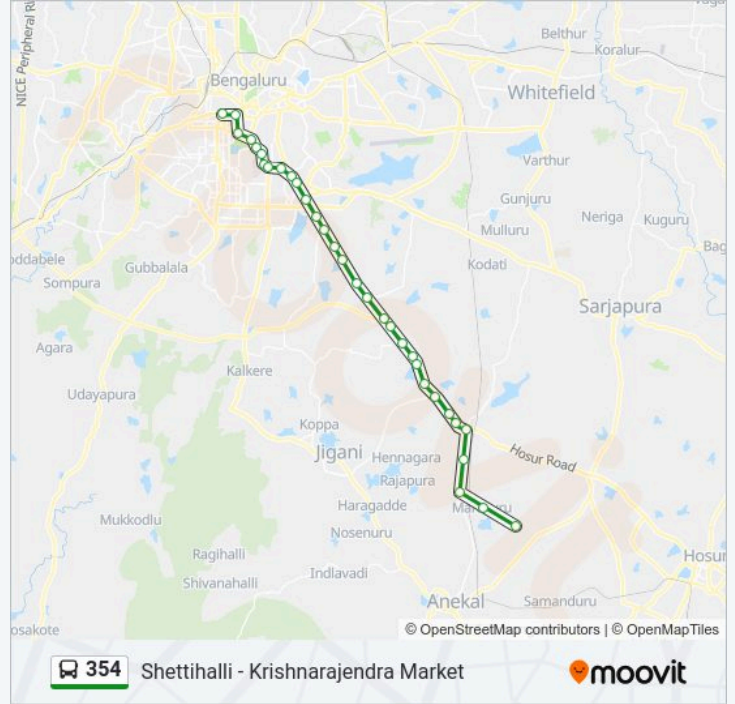 NICE Peripheral
Belthur
Koralur
Bengaluru
Whitefield
Varthur
Gunjuru
Neriga
Kuguru
Mulluru
Bag
oddabele
Gubbalala
Kodati
Sompura
Sarjapura
Agara
Kalkere
Udayapura
Koppa
Jigani
Hennagara
Hosur Road
Rajapura
Haragadde
Mukkodlu
Nosenuru
Ragihalli
Indlavadi
Shivanahalli
Hosur
Anekal
Samanduru
osakote
© OpenStreetMap contributors | © OpenMapTiles
354 Shettihalli - Krishnarajendra Market
moovit